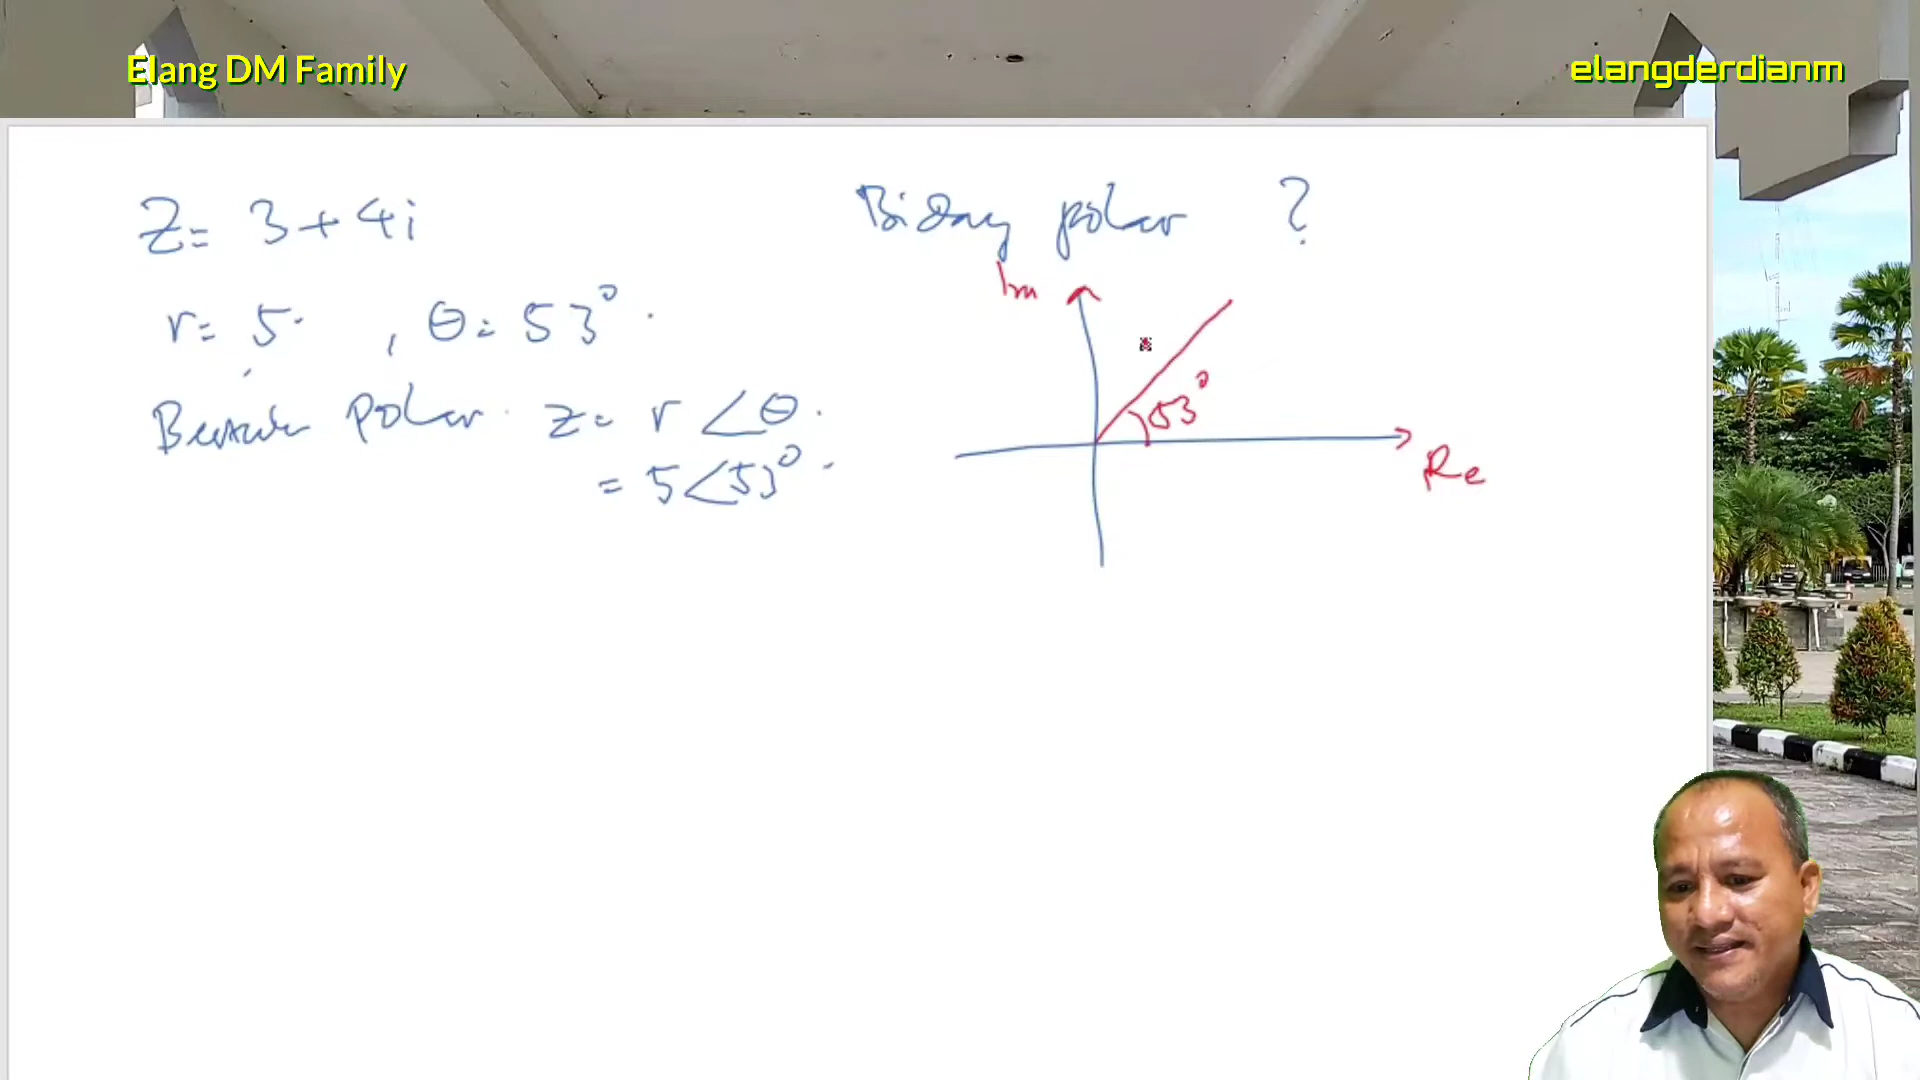 Elang DM Family
elangderdianm
Z = 3 + 4i
Bidang polar ?
r = 5 , θ = 53°
Bentuk polar z = r ∠θ
= 5 ∠53°
Im
53°
Re